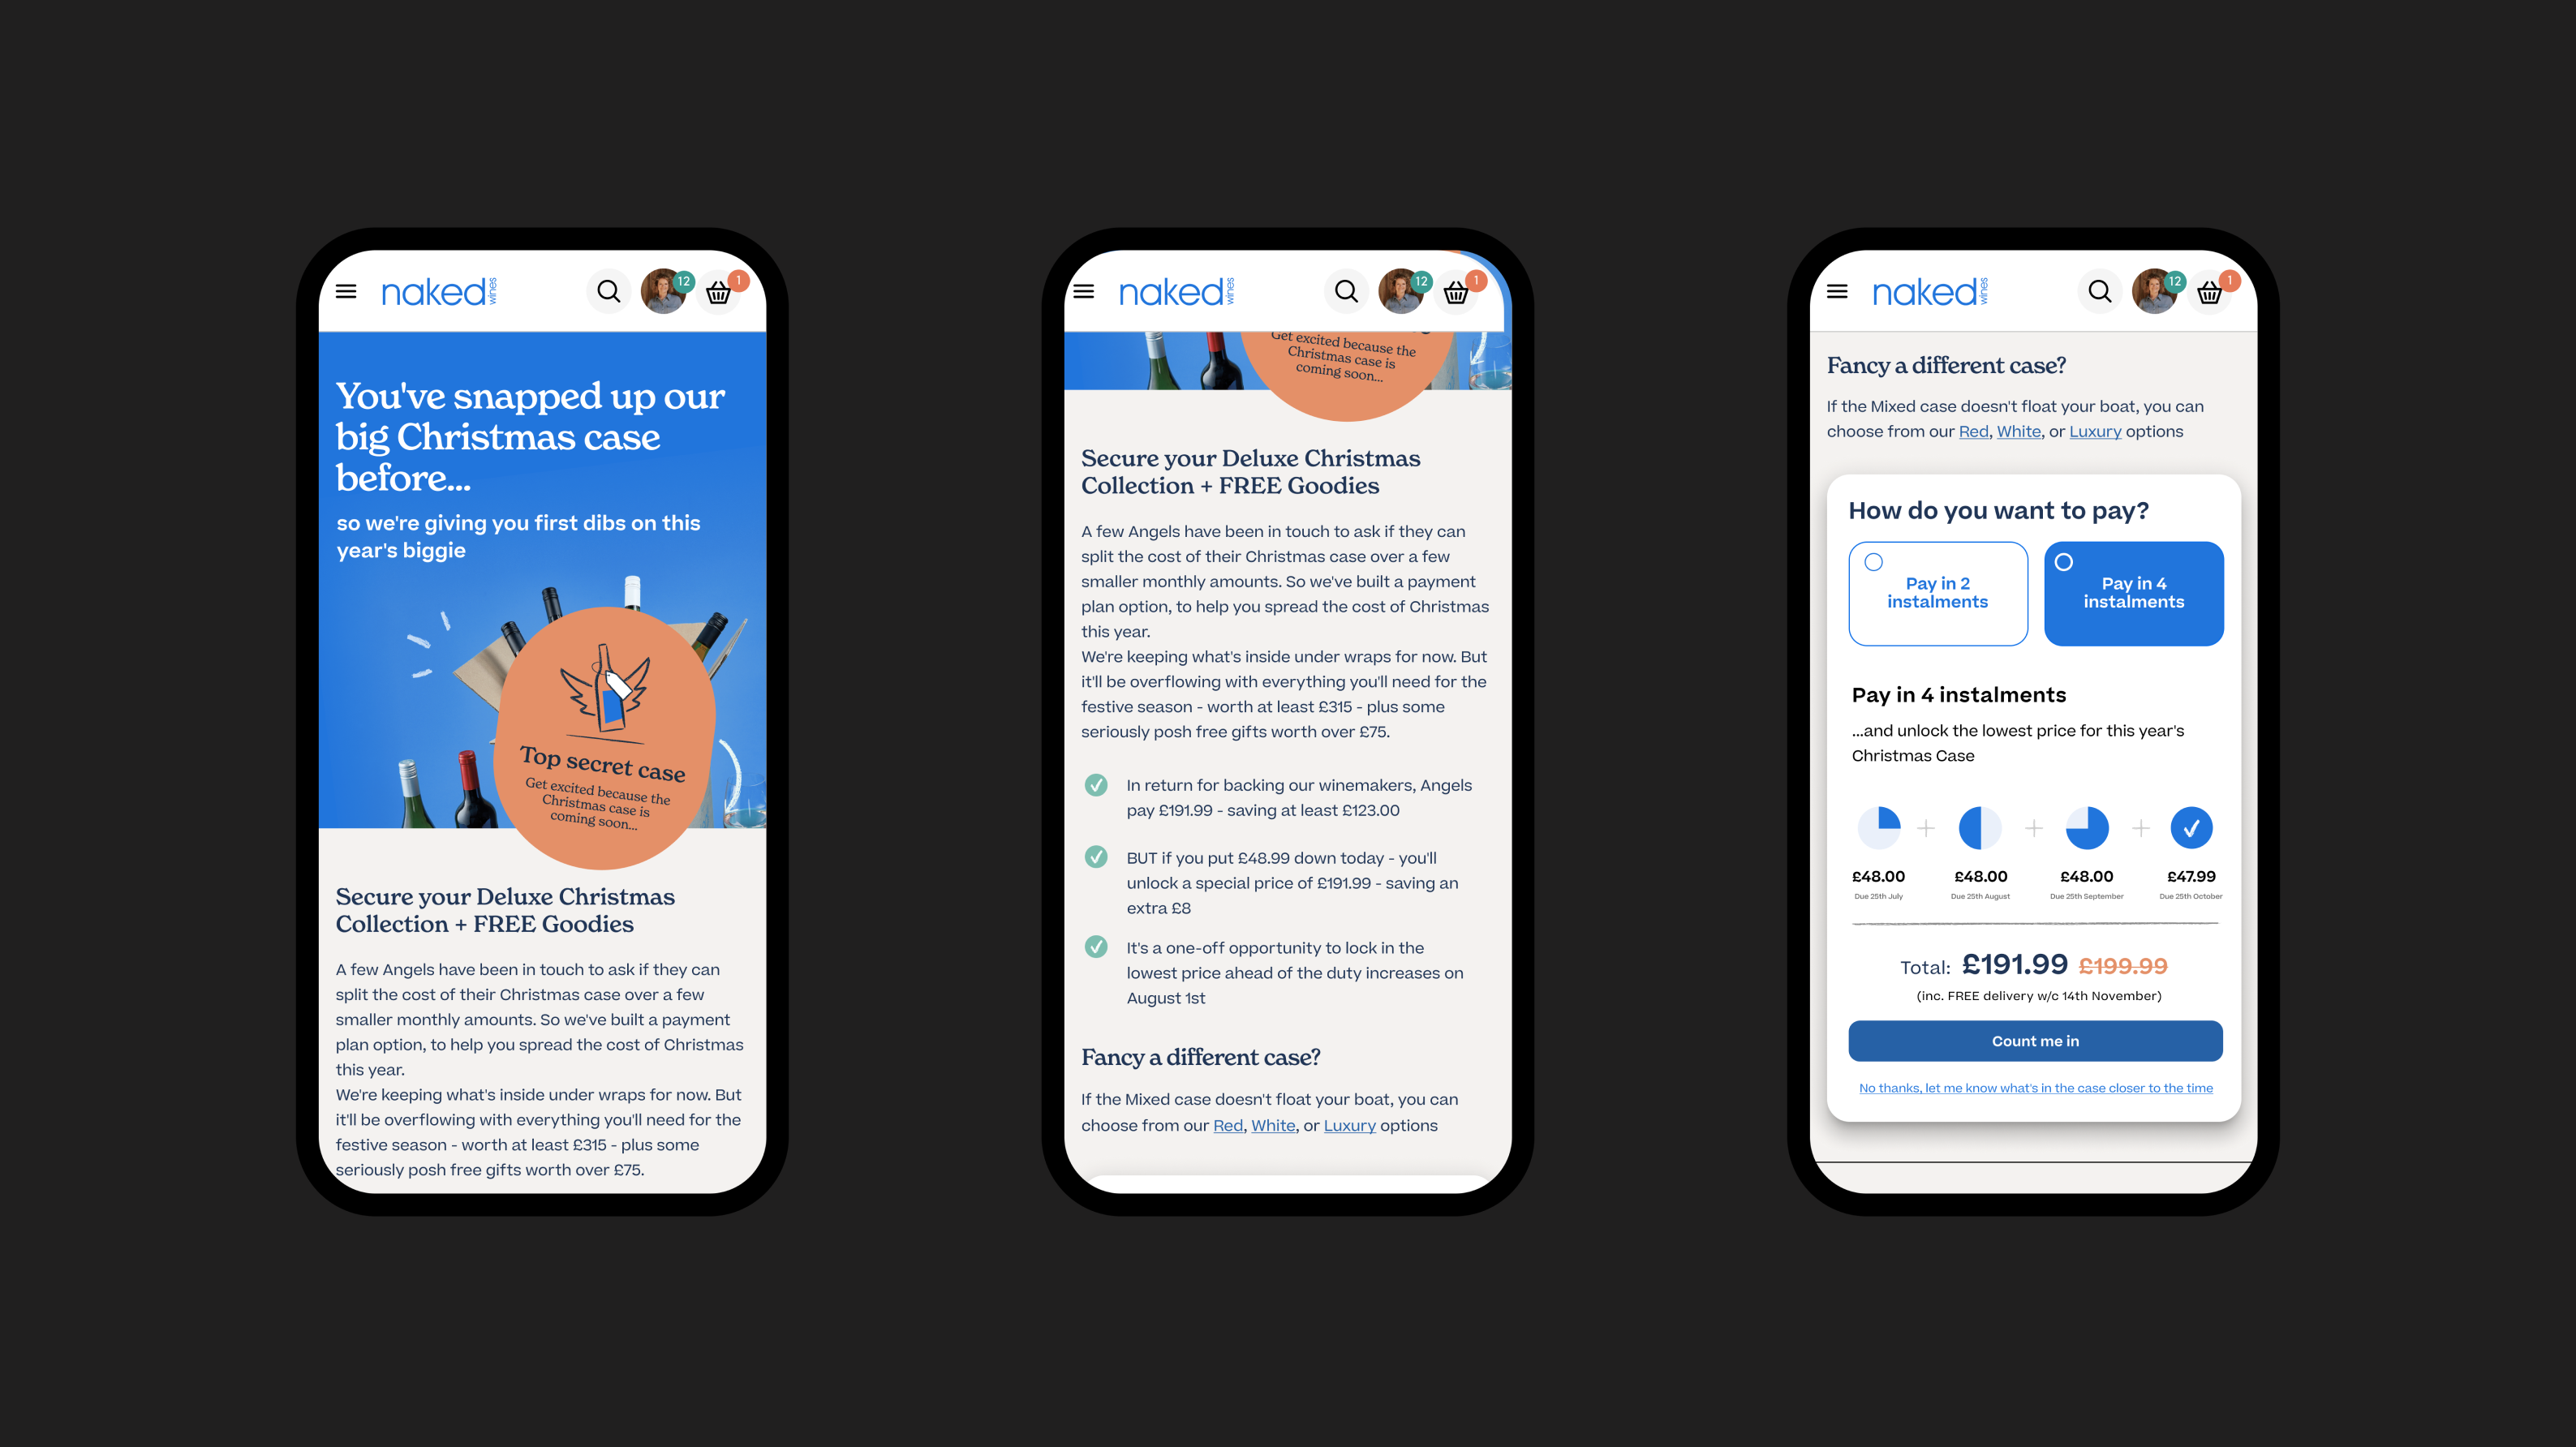 naked wines
12
1
You've snapped up our
big Christmas case
before...
so we're giving you first dibs on this
year's biggie
Top secret case
Get excited because the
Christmas case is
coming soon...
Secure your Deluxe Christmas
Collection + FREE Goodies
A few Angels have been in touch to ask if they can
split the cost of their Christmas case over a few
smaller monthly amounts. So we've built a payment
plan option, to help you spread the cost of Christmas
this year.
We're keeping what's inside under wraps for now. But
it'll be overflowing with everything you'll need for the
festive season - worth at least £315 - plus some
seriously posh free gifts worth over £75.
naked wines
12
1
Get excited because the
Christmas case is
coming soon...
Secure your Deluxe Christmas
Collection + FREE Goodies
A few Angels have been in touch to ask if they can
split the cost of their Christmas case over a few
smaller monthly amounts. So we've built a payment
plan option, to help you spread the cost of Christmas
this year.
We're keeping what's inside under wraps for now. But
it'll be overflowing with everything you'll need for the
festive season - worth at least £315 - plus some
seriously posh free gifts worth over £75.
In return for backing our winemakers, Angels
pay £191.99 - saving at least £123.00
BUT if you put £48.99 down today - you'll
unlock a special price of £191.99 - saving an
extra £8
It's a one-off opportunity to lock in the
lowest price ahead of the duty increases on
August 1st
Fancy a different case?
If the Mixed case doesn't float your boat, you can
choose from our Red, White, or Luxury options
naked wines
12
1
Fancy a different case?
If the Mixed case doesn't float your boat, you can
choose from our Red, White, or Luxury options
How do you want to pay?
Pay in 2
instalments
Pay in 4
instalments
Pay in 4 instalments
...and unlock the lowest price for this year's
Christmas Case
£48.00 £48.00 £48.00 £47.99
Due 25th July Due 25th August Due 25th September Due 25th October
Total: £191.99 £199.99
(inc. FREE delivery w/c 14th November)
Count me in
No thanks, let me know what's in the case closer to the time